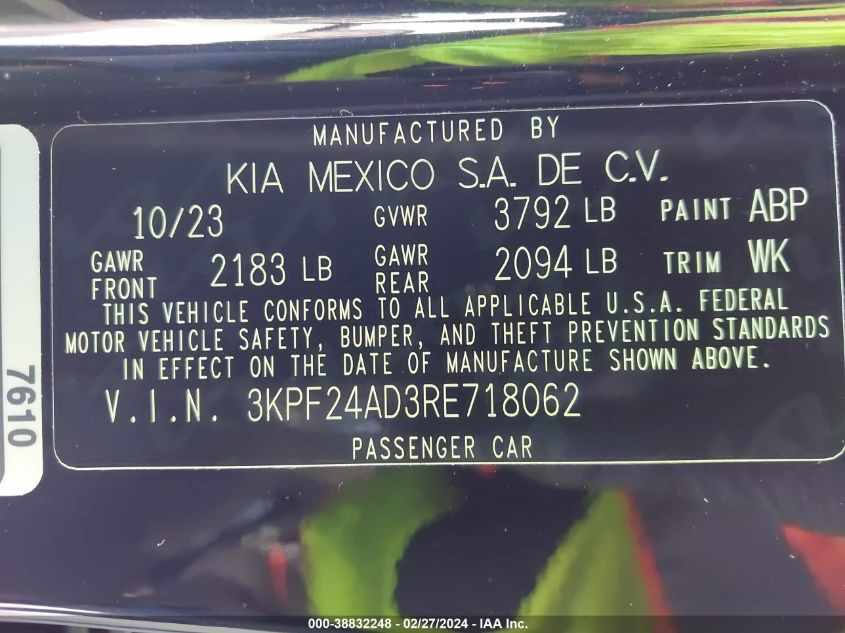 MANUFACTURED BY
KIA MEXICO S.A. DE C.V.
10/23 GVWR 3792 LB PAINT ABP
GAWR FRONT 2183 LB GAWR REAR 2094 LB TRIM WK
THIS VEHICLE CONFORMS TO ALL APPLICABLE U.S.A. FEDERAL
MOTOR VEHICLE SAFETY, BUMPER, AND THEFT PREVENTION STANDARDS
IN EFFECT ON THE DATE OF MANUFACTURE SHOWN ABOVE.
V.I.N. 3KPF24AD3RE718062
PASSENGER CAR
7610
000-38832248 - 02/27/2024 - IAA Inc.